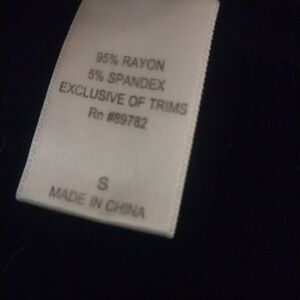 95% RAYON
5% SPANDEX
EXCLUSIVE OF TRIMS
Rn #89782
S
MADE IN CHINA